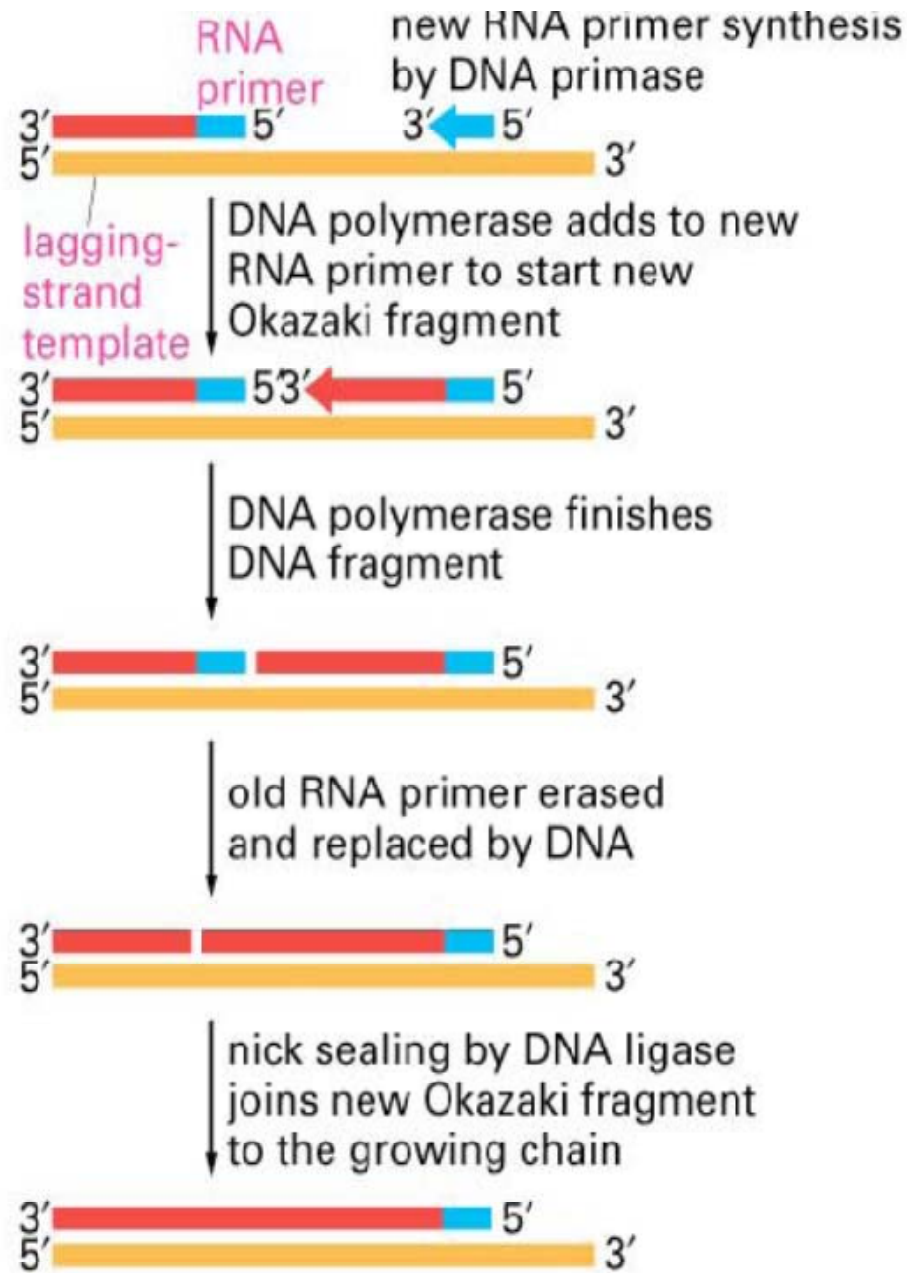 RNA
primer
new RNA primer synthesis
by DNA primase
3′ 5′ 3′ 5′
5′ 3′
lagging-
strand
template
DNA polymerase adds to new
RNA primer to start new
Okazaki fragment
3′ 5′3′ 5′
5′ 3′
DNA polymerase finishes
DNA fragment
3′ 5′
5′ 3′
old RNA primer erased
and replaced by DNA
3′ 5′
5′ 3′
nick sealing by DNA ligase
joins new Okazaki fragment
to the growing chain
3′ 5′
5′ 3′